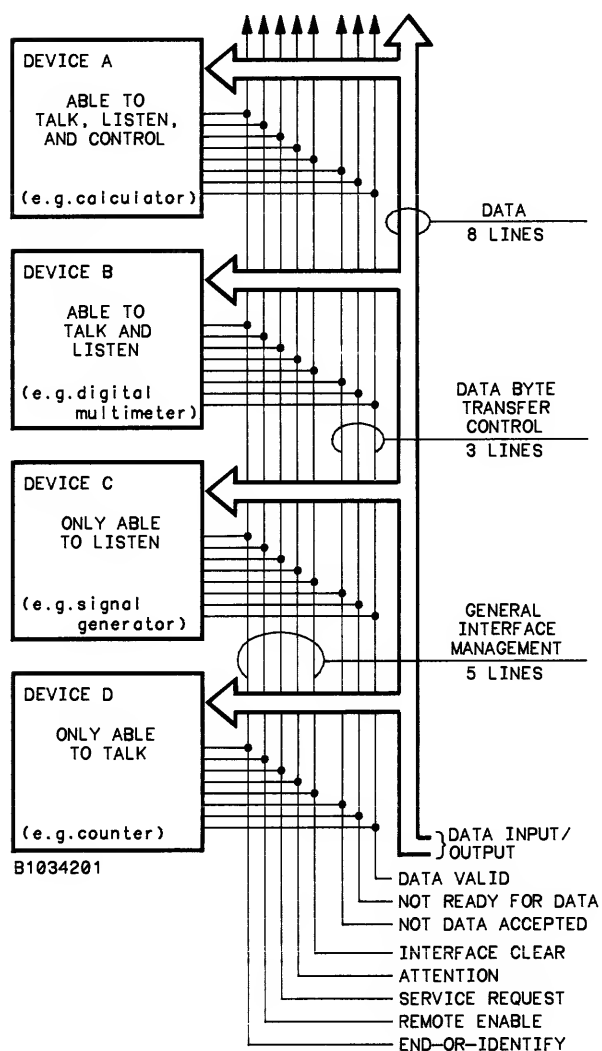 DEVICE A
ABLE TO
TALK, LISTEN,
AND CONTROL
(e.g.calculator)
DATA
8 LINES
DEVICE B
ABLE TO
TALK AND
LISTEN
(e.g.digital
multimeter)
DATA BYTE
TRANSFER
CONTROL
3 LINES
DEVICE C
ONLY ABLE
TO LISTEN
(e.g.signal
generator)
GENERAL
INTERFACE
MANAGEMENT
5 LINES
DEVICE D
ONLY ABLE
TO TALK
(e.g.counter)
B1034201
DATA INPUT/
OUTPUT
DATA VALID
NOT READY FOR DATA
NOT DATA ACCEPTED
INTERFACE CLEAR
ATTENTION
SERVICE REQUEST
REMOTE ENABLE
END-OR-IDENTIFY